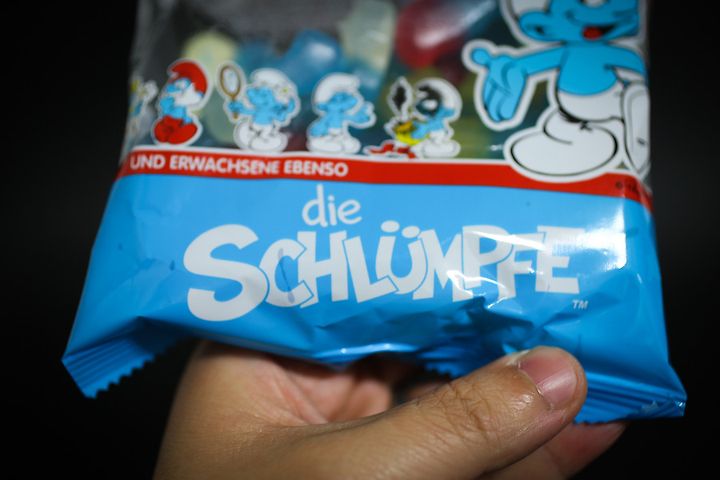 UND ERWACHSENE EBENSO
die
SCHLÜMPFE
TM